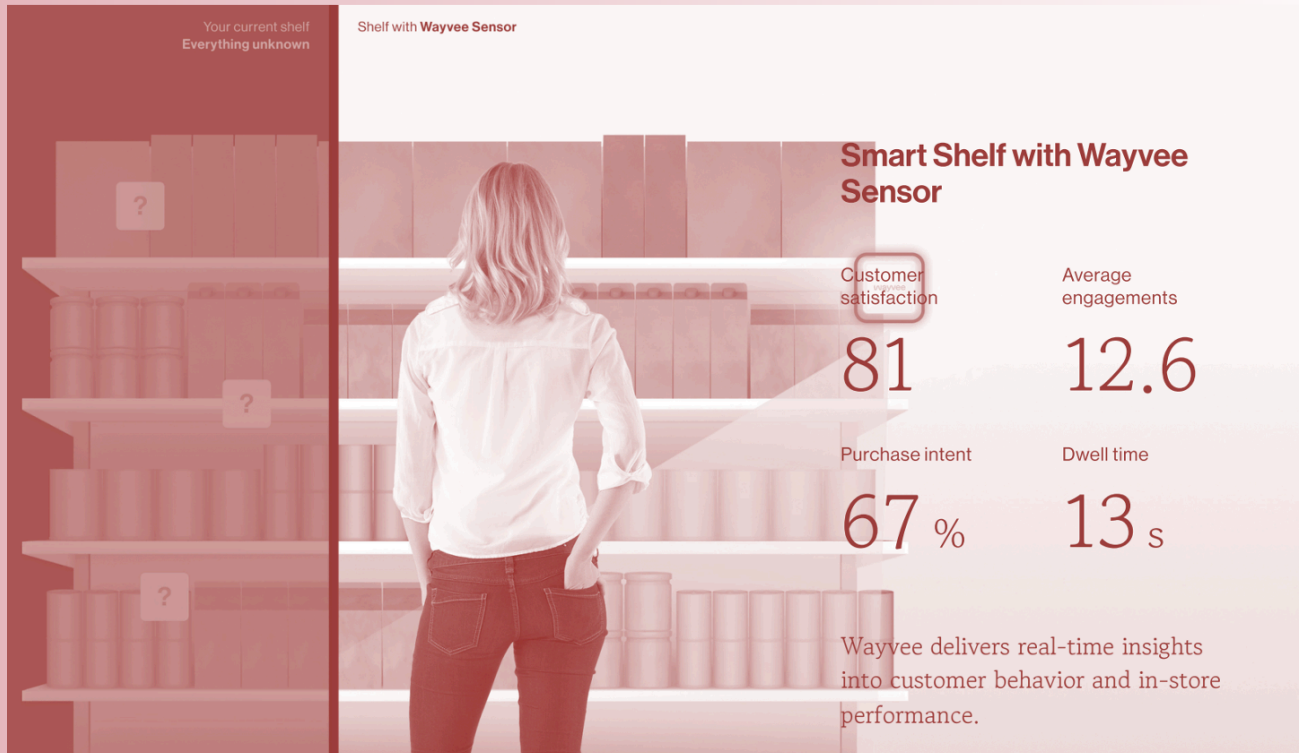 Your current shelf
Everything unknown
Shelf with Wayvee Sensor
?
?
?
Smart Shelf with Wayvee
Sensor
Customer
satisfaction
wayvee
81
Average
engagements
12.6
Purchase intent
67 %
Dwell time
13 s
Wayvee delivers real-time insights
into customer behavior and in-store
performance.